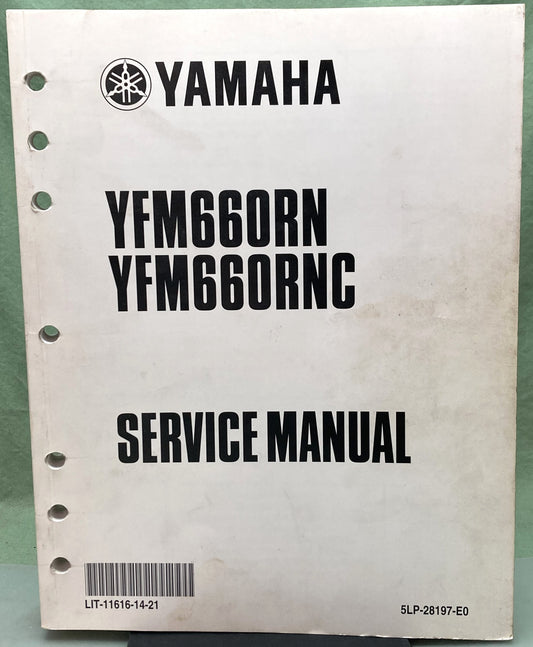 YAMAHA
YFM660RN
YFM660RNC
SERVICE MANUAL
LIT-11616-14-21
5LP-28197-E0